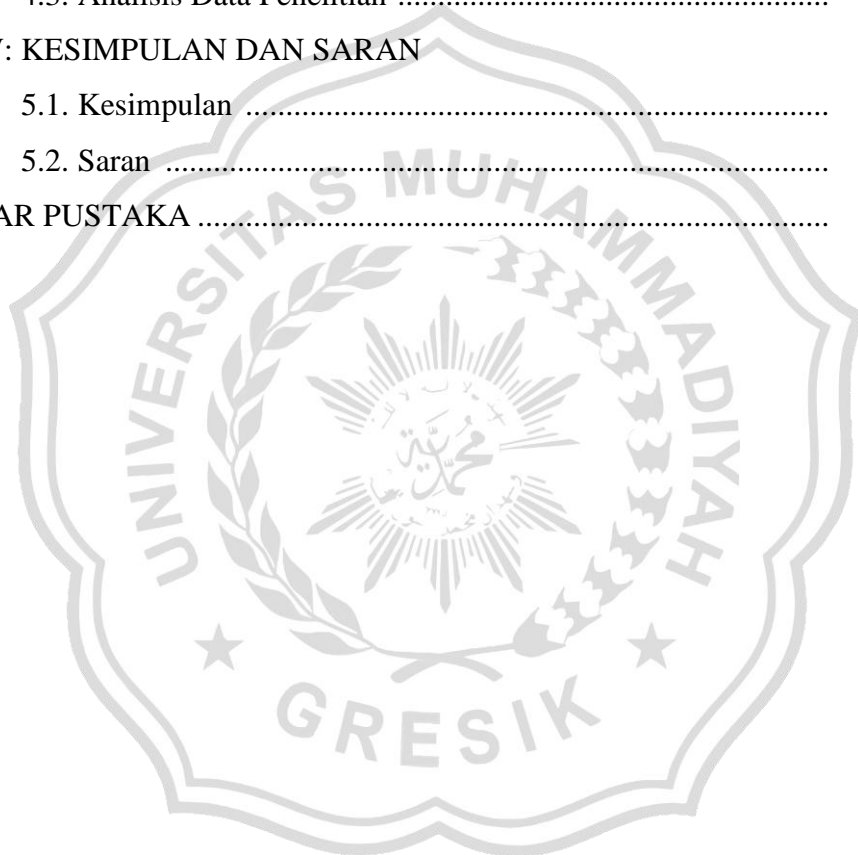 4.3. Analisis Data Penelitian ......................................................
V: KESIMPULAN DAN SARAN
5.1. Kesimpulan .........................................................................
5.2. Saran ...................................................................................
AR PUSTAKA ...............................................................................
UNIVERSITAS MUHAMMADIYAH
محمدية
GRESIK